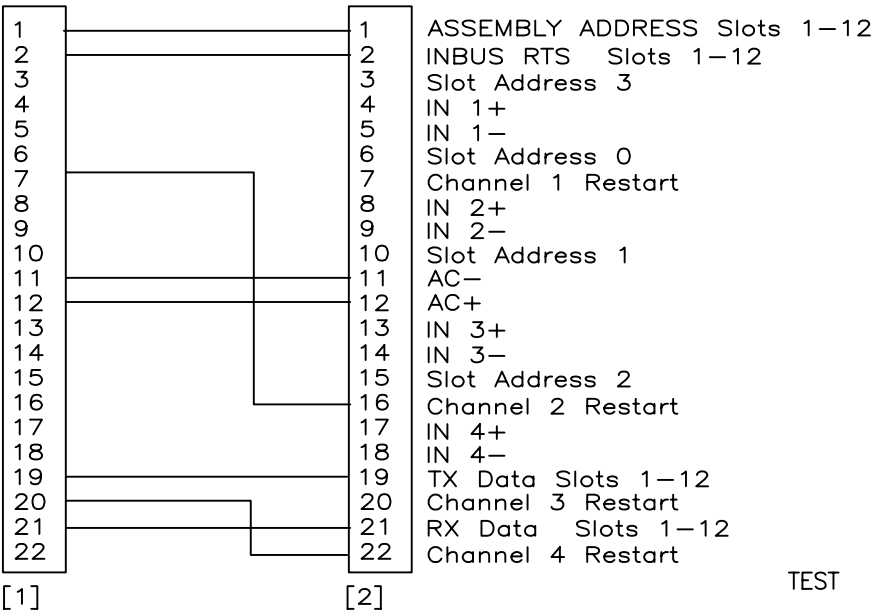 1 1 ASSEMBLY ADDRESS Slots 1-12
2 2 INBUS RTS Slots 1-12
3 3 Slot Address 3
4 4 IN 1+
5 5 IN 1-
6 6 Slot Address 0
7 7 Channel 1 Restart
8 8 IN 2+
9 9 IN 2-
10 10 Slot Address 1
11 11 AC-
12 12 AC+
13 13 IN 3+
14 14 IN 3-
15 15 Slot Address 2
16 16 Channel 2 Restart
17 17 IN 4+
18 18 IN 4-
19 19 TX Data Slots 1-12
20 20 Channel 3 Restart
21 21 RX Data Slots 1-12
22 22 Channel 4 Restart
TEST
[1] [2]